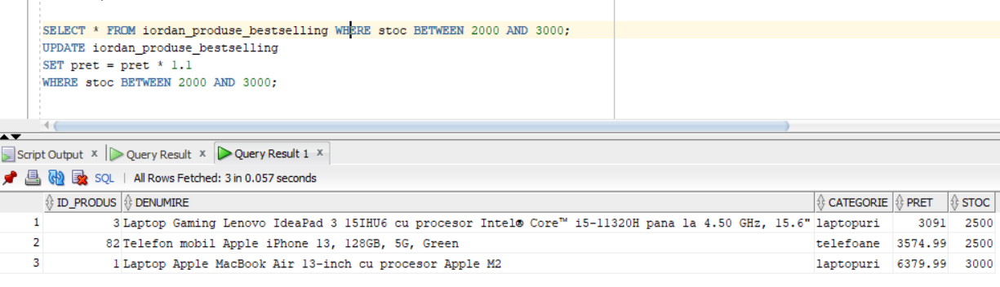 SELECT * FROM iordan_produse_bestselling WHERE stoc BETWEEN 2000 AND 3000;
UPDATE iordan_produse_bestselling
SET pret = pret * 1.1
WHERE stoc BETWEEN 2000 AND 3000;
Script Output x Query Result x Query Result 1 x
SQL | All Rows Fetched: 3 in 0.057 seconds
ID_PRODUS DENUMIRE CATEGORIE PRET STOC
1 3 Laptop Gaming Lenovo IdeaPad 3 15IHU6 cu procesor Intel® Core™ i5-11320H pana la 4.50 GHz, 15.6" laptopuri 3091 2500
2 82 Telefon mobil Apple iPhone 13, 128GB, 5G, Green telefoane 3574.99 2500
3 1 Laptop Apple MacBook Air 13-inch cu procesor Apple M2 laptopuri 6379.99 3000